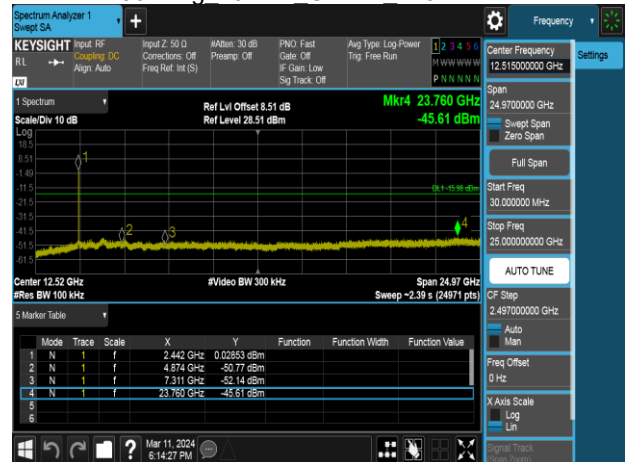 Spectrum Analyzer 1
Swept SA
+
Frequency
KEYSIGHT
RL
LXI
Input: RF
Coupling: DC
Align: Auto
Input Z: 50 Ω
Corrections: Off
Freq Ref: Int (S)
#Atten: 30 dB
Preamp: Off
PNO: Fast
Gate: Off
IF Gain: Low
Sig Track: Off
Avg Type: Log-Power
Trig: Free Run
1 2 3 4 5 6
M W W W W W
P N N N N N
Center Frequency
12.515000000 GHz
Settings
Span
24.9700000 GHz
Swept Span
Zero Span
Full Span
Start Freq
30.000000 MHz
Stop Freq
25.000000000 GHz
AUTO TUNE
CF Step
2.497000000 GHz
Auto
Man
Freq Offset
0 Hz
X Axis Scale
Log
Lin
Signal Track
(Span Zoom)
1 Spectrum
Scale/Div 10 dB
Ref Lvl Offset 8.51 dB
Ref Level 28.51 dBm
Mkr4 23.760 GHz
-45.61 dBm
Log
18.5
8.51
-1.49
-11.5
-21.5
-31.5
-41.5
-51.5
-61.5
1
2
3
4
DL1 -15.98 dBm
Center 12.52 GHz
#Res BW 100 kHz
#Video BW 300 kHz
Span 24.97 GHz
Sweep ~2.39 s (24971 pts)
5 Marker Table
Mode Trace Scale X Y Function Function Width Function Value
1 N 1 f 2.442 GHz 0.02853 dBm
2 N 1 f 4.874 GHz -50.77 dBm
3 N 1 f 7.311 GHz -52.14 dBm
4 N 1 f 23.760 GHz -45.61 dBm
5
6
?
Mar 11, 2024
6:14:27 PM